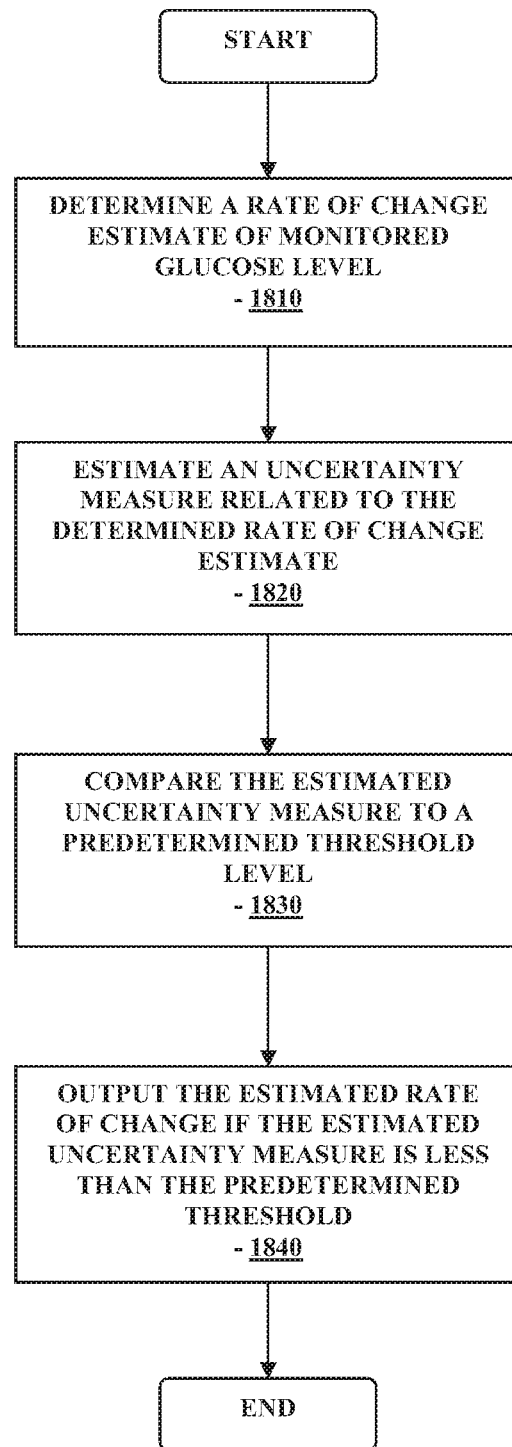 START
DETERMINE A RATE OF CHANGE
ESTIMATE OF MONITORED
GLUCOSE LEVEL
- 1810
ESTIMATE AN UNCERTAINTY
MEASURE RELATED TO THE
DETERMINED RATE OF CHANGE
ESTIMATE
- 1820
COMPARE THE ESTIMATED
UNCERTAINTY MEASURE TO A
PREDETERMINED THRESHOLD
LEVEL
- 1830
OUTPUT THE ESTIMATED RATE
OF CHANGE IF THE ESTIMATED
UNCERTAINTY MEASURE IS LESS
THAN THE PREDETERMINED
THRESHOLD
- 1840
END